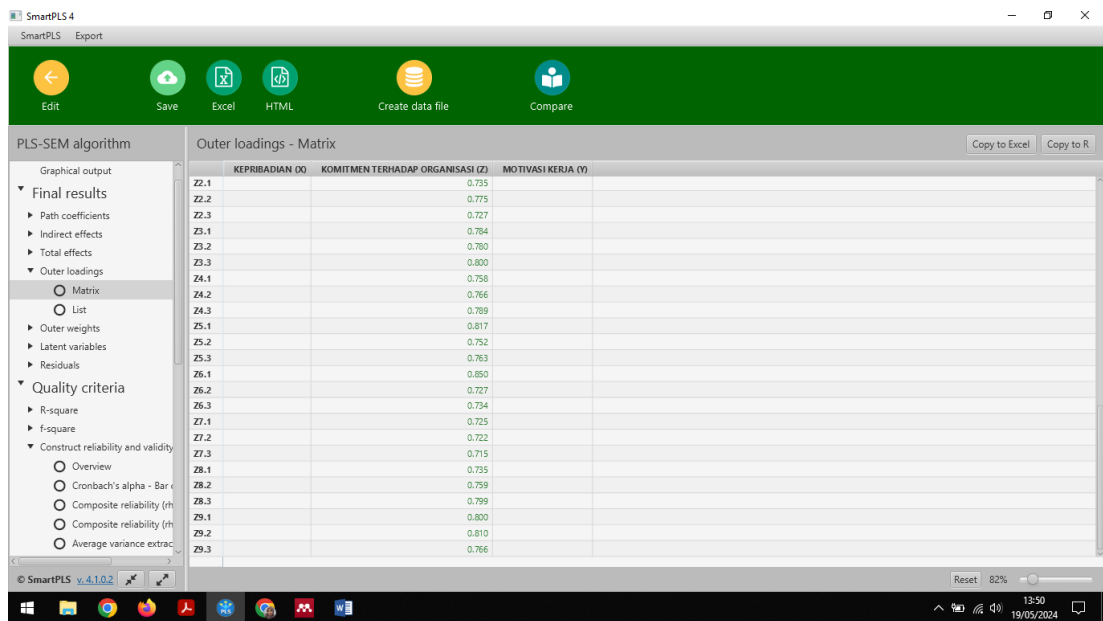 SmartPLS 4
SmartPLS Export
Edit Save Excel HTML Create data file Compare
PLS-SEM algorithm
Graphical output
Final results
Path coefficients
Indirect effects
Total effects
Outer loadings
Matrix
List
Outer weights
Latent variables
Residuals
Quality criteria
R-square
f-square
Construct reliability and validity
Overview
Cronbach's alpha - Bar
Composite reliability (rh
Composite reliability (rh
Average variance extrac
© SmartPLS v. 4.1.0.2
Outer loadings - Matrix
Copy to Excel Copy to R
KEPRIBADIAN (X) KOMITMEN TERHADAP ORGANISASI (Z) MOTIVASI KERJA (Y)
Z2.1 0.735
Z2.2 0.775
Z2.3 0.727
Z3.1 0.784
Z3.2 0.780
Z3.3 0.800
Z4.1 0.758
Z4.2 0.766
Z4.3 0.789
Z5.1 0.817
Z5.2 0.752
Z5.3 0.763
Z6.1 0.850
Z6.2 0.727
Z6.3 0.734
Z7.1 0.725
Z7.2 0.722
Z7.3 0.715
Z8.1 0.735
Z8.2 0.759
Z8.3 0.799
Z9.1 0.800
Z9.2 0.810
Z9.3 0.766
Reset 82%
13:50
19/05/2024